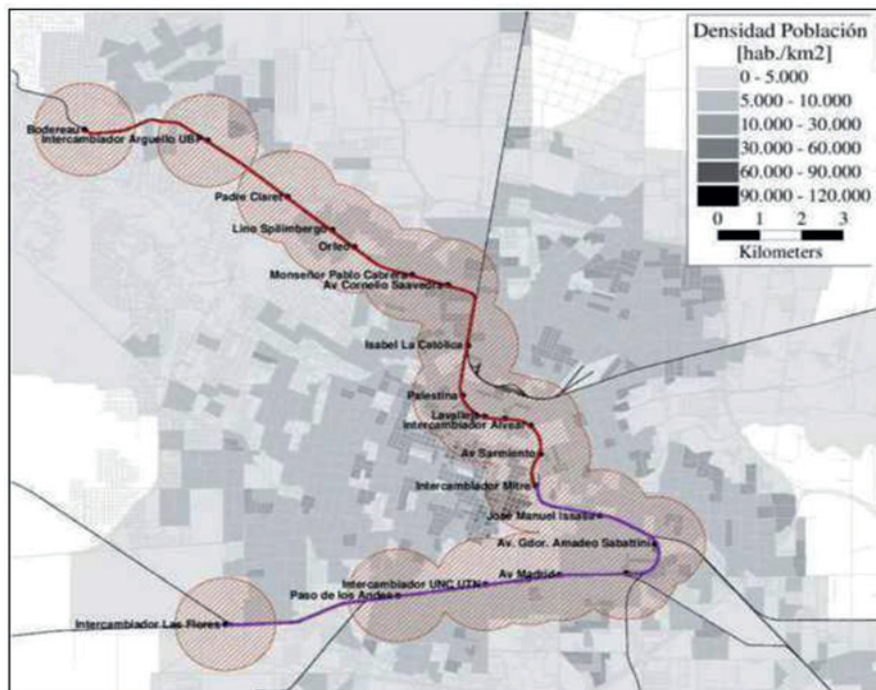 Densidad Población
[hab./km2]
0 - 5.000
5.000 - 10.000
10.000 - 30.000
30.000 - 60.000
60.000 - 90.000
90.000 - 120.000
0 1 2 3
Kilometers
Bodereau
Intercambiador Arguello UBP
Padre Claret
Lino Spilimbergo
Orfeo
Monseñor Pablo Cabrera
Av Cornelio Saavedra
Isabel La Católica
Palestina
Lavalleja
Intercambiador Alvear
Av Sarmiento
Intercambiador Mitre
José Manuel Issasa
Av. Gdor. Amadeo Sabattini
Av Madrid
Intercambiador UNC UTN
Paso de los Andes
Intercambiador Las Flores